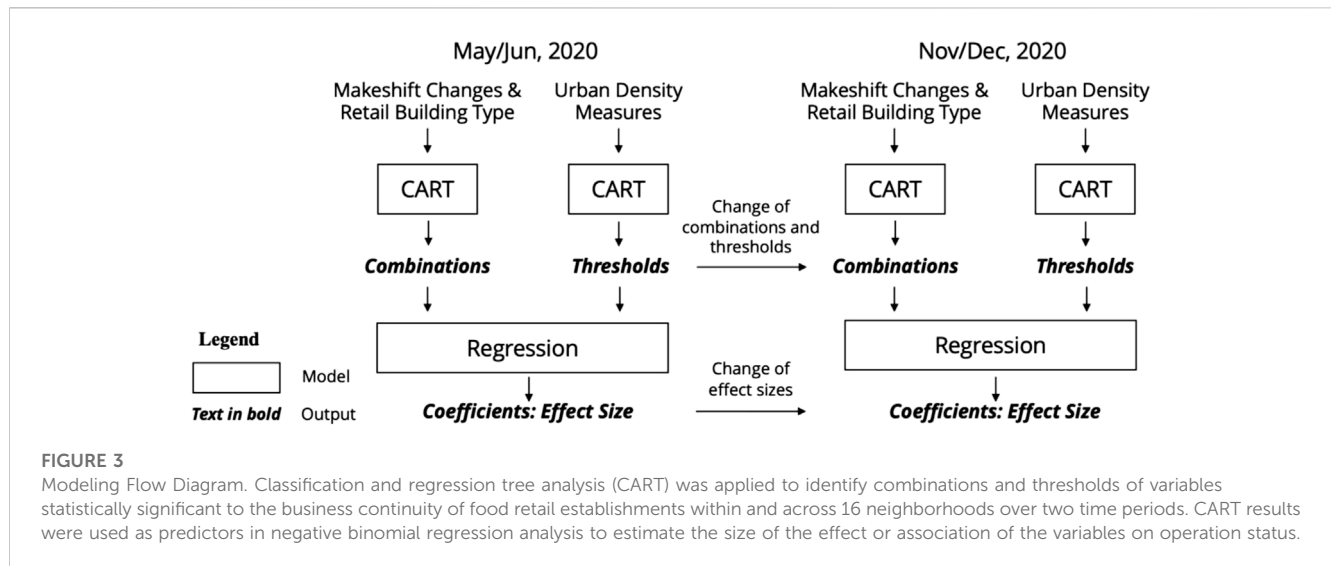 May/Jun, 2020
Nov/Dec, 2020
Makeshift Changes &
Retail Building Type
Urban Density
Measures
Makeshift Changes &
Retail Building Type
Urban Density
Measures
CART
CART
Change of
combinations and
thresholds
CART
CART
Combinations
Thresholds
Combinations
Thresholds
Legend
Model
Text in bold
Output
Regression
Change of
effect sizes
Regression
Coefficients: Effect Size
Coefficients: Effect Size
FIGURE 3
Modeling Flow Diagram. Classification and regression tree analysis (CART) was applied to identify combinations and thresholds of variables
statistically significant to the business continuity of food retail establishments within and across 16 neighborhoods over two time periods. CART results
were used as predictors in negative binomial regression analysis to estimate the size of the effect or association of the variables on operation status.